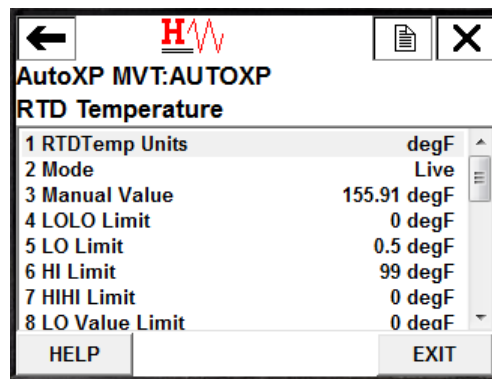 H
AutoXP MVT:AUTOXP
RTD Temperature
1 RTDTemp Units degF
2 Mode Live
3 Manual Value 155.91 degF
4 LOLO Limit 0 degF
5 LO Limit 0.5 degF
6 HI Limit 99 degF
7 HIHI Limit 0 degF
8 LO Value Limit 0 degF
HELP EXIT